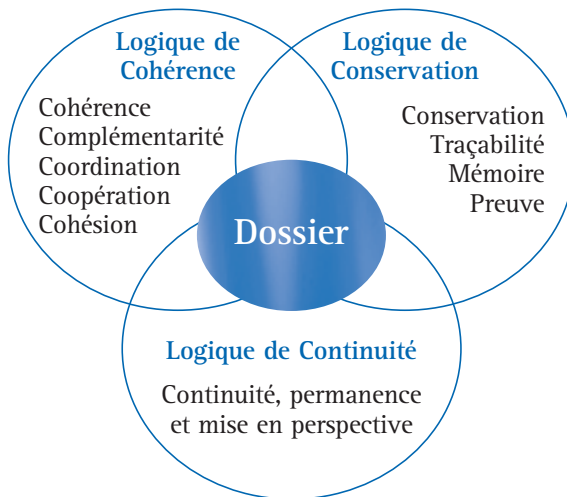 Logique de
Cohérence
Cohérence
Complémentarité
Coordination
Coopération
Cohésion
Logique de
Conservation
Conservation
Traçabilité
Mémoire
Preuve
Dossier
Logique de Continuité
Continuité, permanence
et mise en perspective